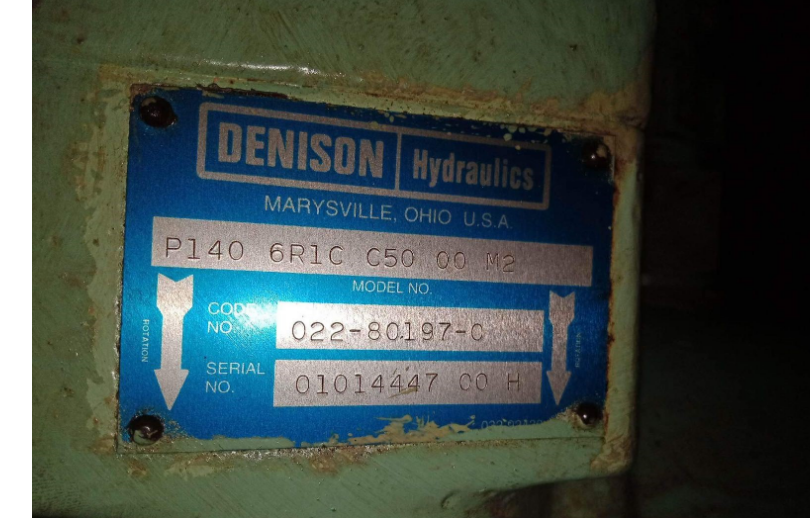 DENISON Hydraulics
MARYSVILLE, OHIO U.S.A.
P140 6R1C C50 00 M2
MODEL NO.
CODE NO. 022-80197-C
SERIAL NO. 01014447 00 H
ROTATION